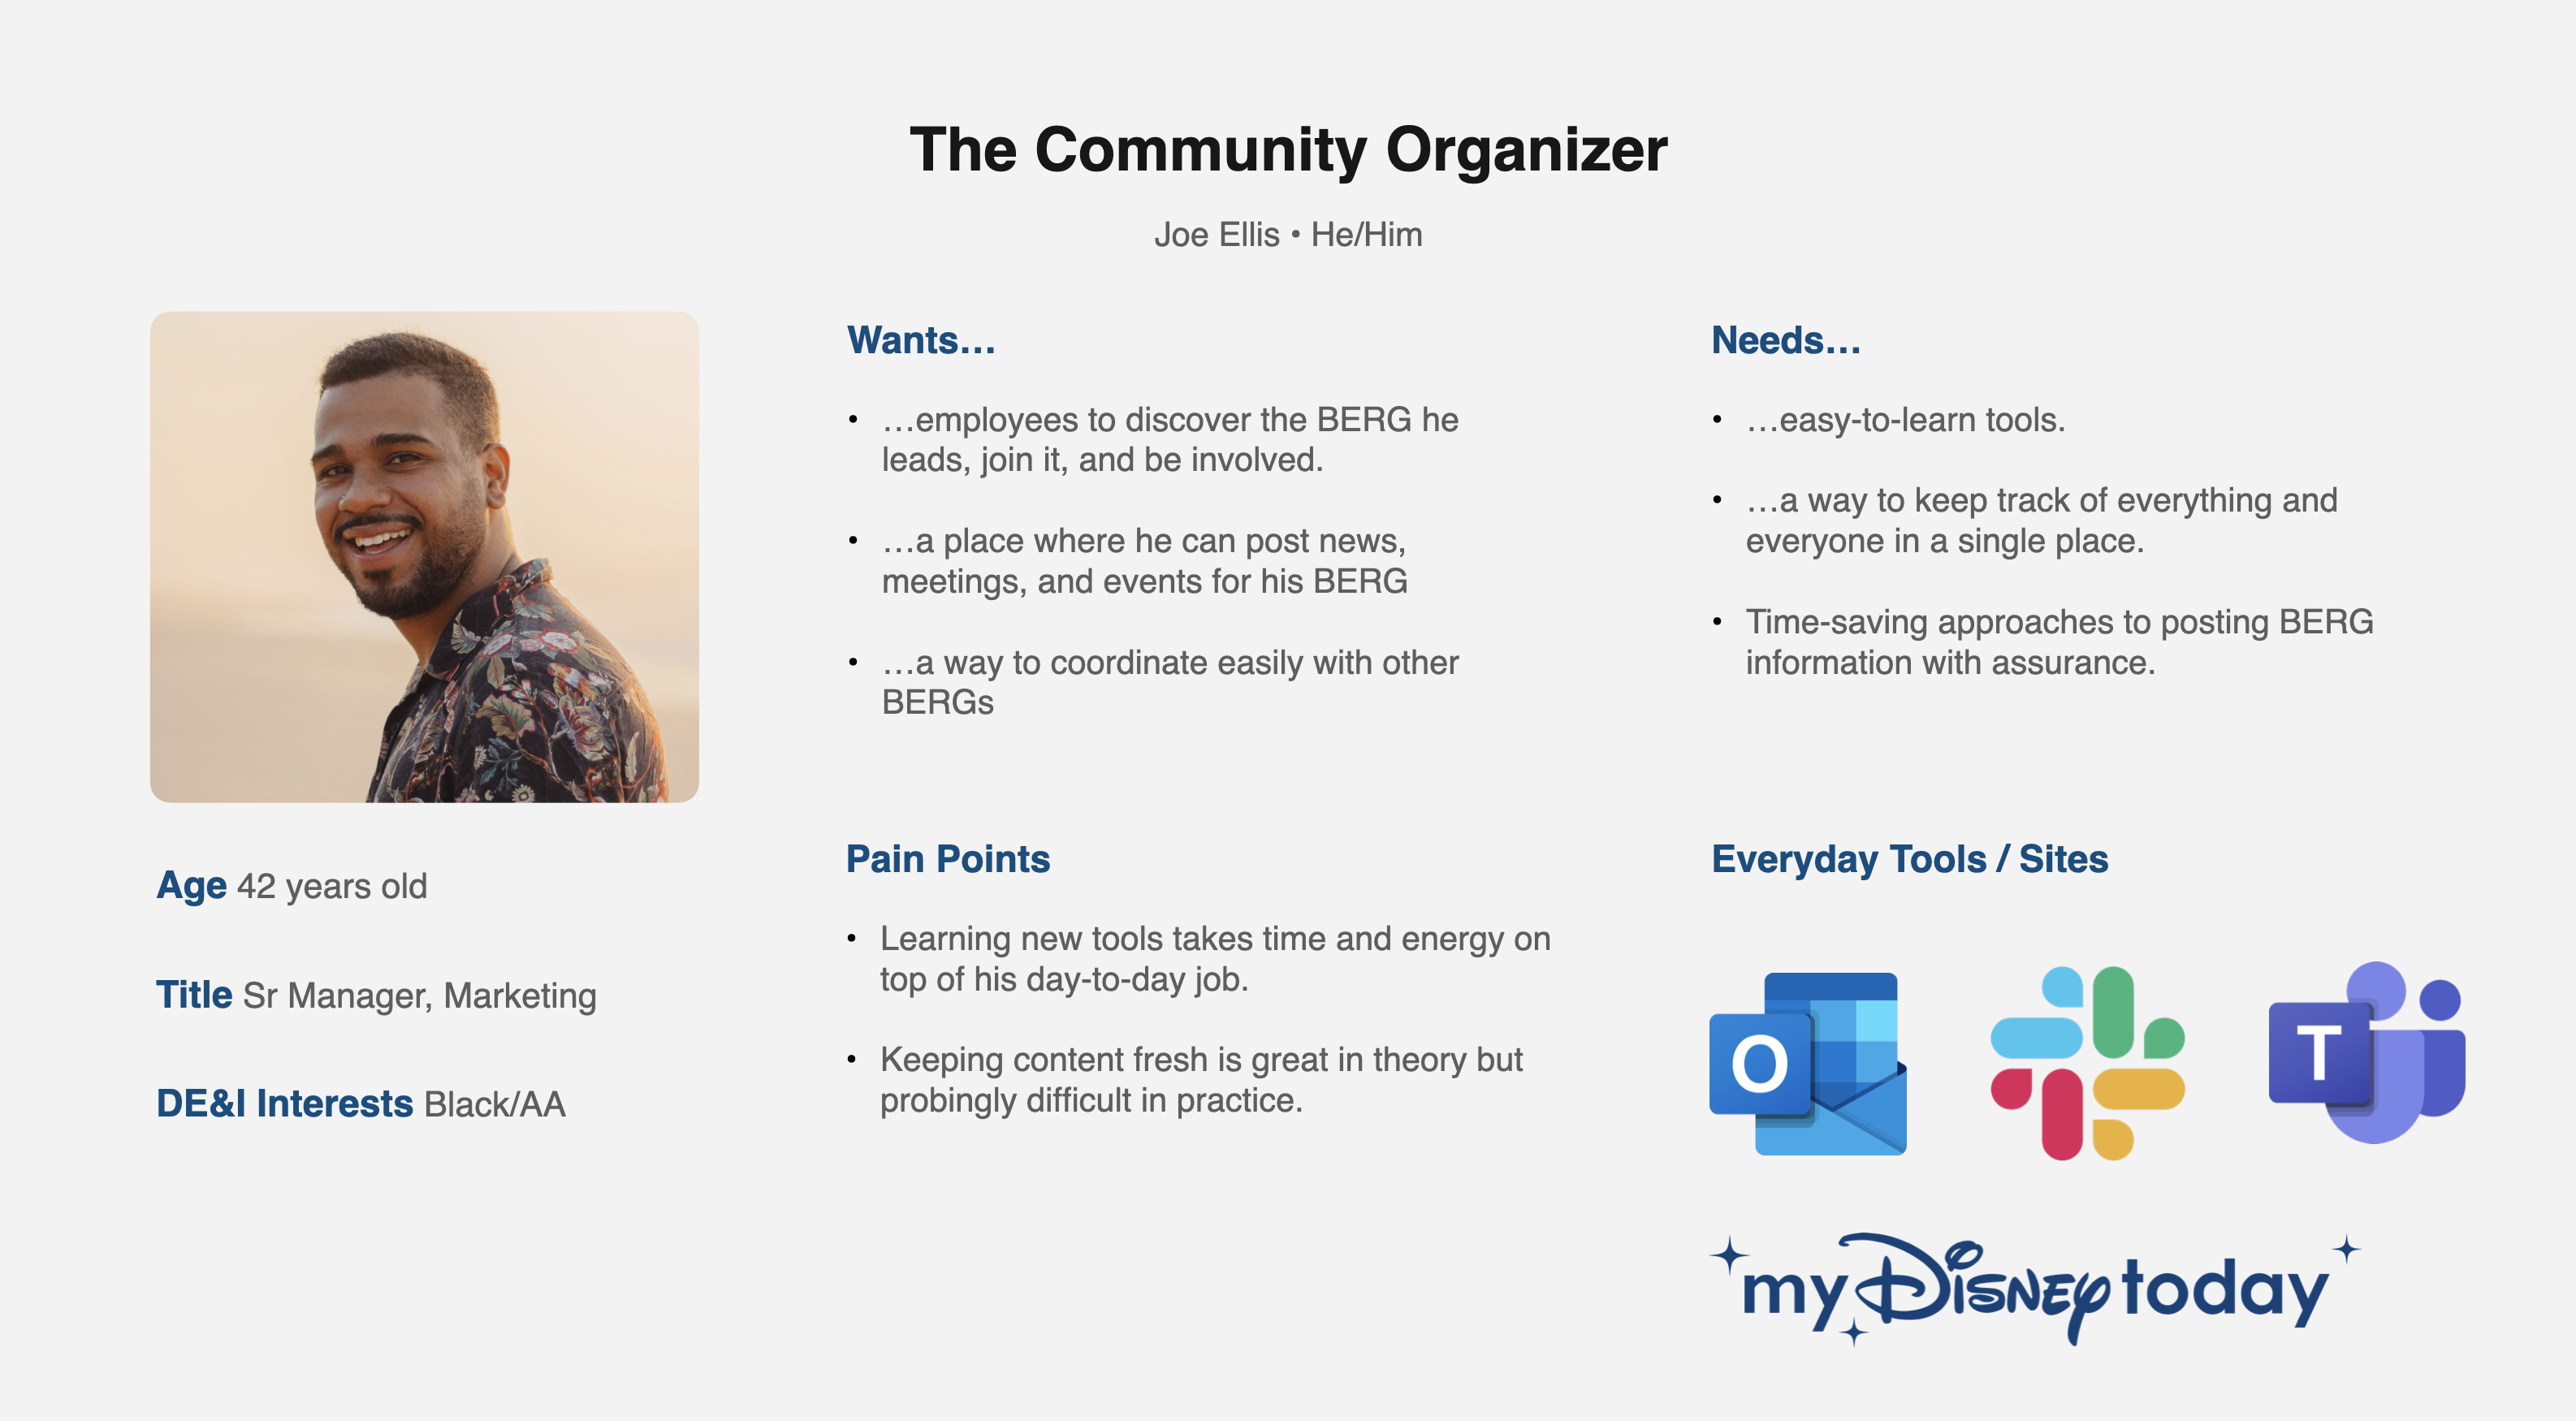 The Community Organizer
Joe Ellis • He/Him
Wants…
• …employees to discover the BERG he
leads, join it, and be involved.
• …a place where he can post news,
meetings, and events for his BERG
• …a way to coordinate easily with other
BERGs
Needs…
• …easy-to-learn tools.
• …a way to keep track of everything and
everyone in a single place.
• Time-saving approaches to posting BERG
information with assurance.
Age 42 years old
Title Sr Manager, Marketing
DE&I Interests Black/AA
Pain Points
• Learning new tools takes time and energy on
top of his day-to-day job.
• Keeping content fresh is great in theory but
probingly difficult in practice.
Everyday Tools / Sites
O
T
my Disney today